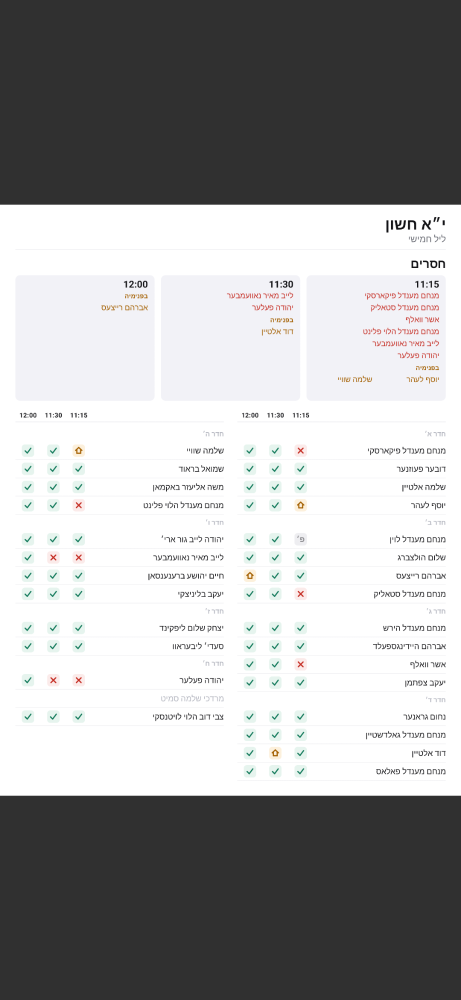 י״א חשון
ליל חמישי
חסרים
11:15
מנחם מענדל פיקארסקי
מנחם מענדל סטאליק
אשר וואלף
מנחם מענדל הלוי פלינט
לייב מאיר נאוועמבער
יהודה פעלער
בפנימיה
יוסף לעהר שלמה שוויי
11:30
לייב מאיר נאוועמבער
יהודה פעלער
בפנימיה
דוד אלטיין
12:00
בפנימיה
אברהם רייצעס
11:15 11:30 12:00
חדר א׳
מנחם מענדל פיקארסקי
דובער פעוזנער
שלמה אלטיין
יוסף לעהר
חדר ב׳
מנחם מענדל לוין פ׳
שלום הולצברג
אברהם רייצעס
מנחם מענדל סטאליק
חדר ג׳
מנחם מענדל הירש
אברהם היידינגספעלד
אשר וואלף
יעקב צפתמן
חדר ד׳
נחום גראנער
מנחם מענדל גאלדשטיין
דוד אלטיין
מנחם מענדל פאלאס
11:15 11:30 12:00
חדר ה׳
שלמה שוויי
שמואל בראוד
משה אליעזר באקמאן
מנחם מענדל הלוי פלינט
חדר ו׳
יהודה לייב גור ארי׳
לייב מאיר נאוועמבער
חיים יהושע ברענענסאן
יעקב בליניצקי
חדר ז׳
יצחק שלום ליפקינד
סעדי׳ ליבעראוו
חדר ח׳
יהודה פעלער
מרדכי שלמה סמיט
צבי דוב הלוי לויטנסקי